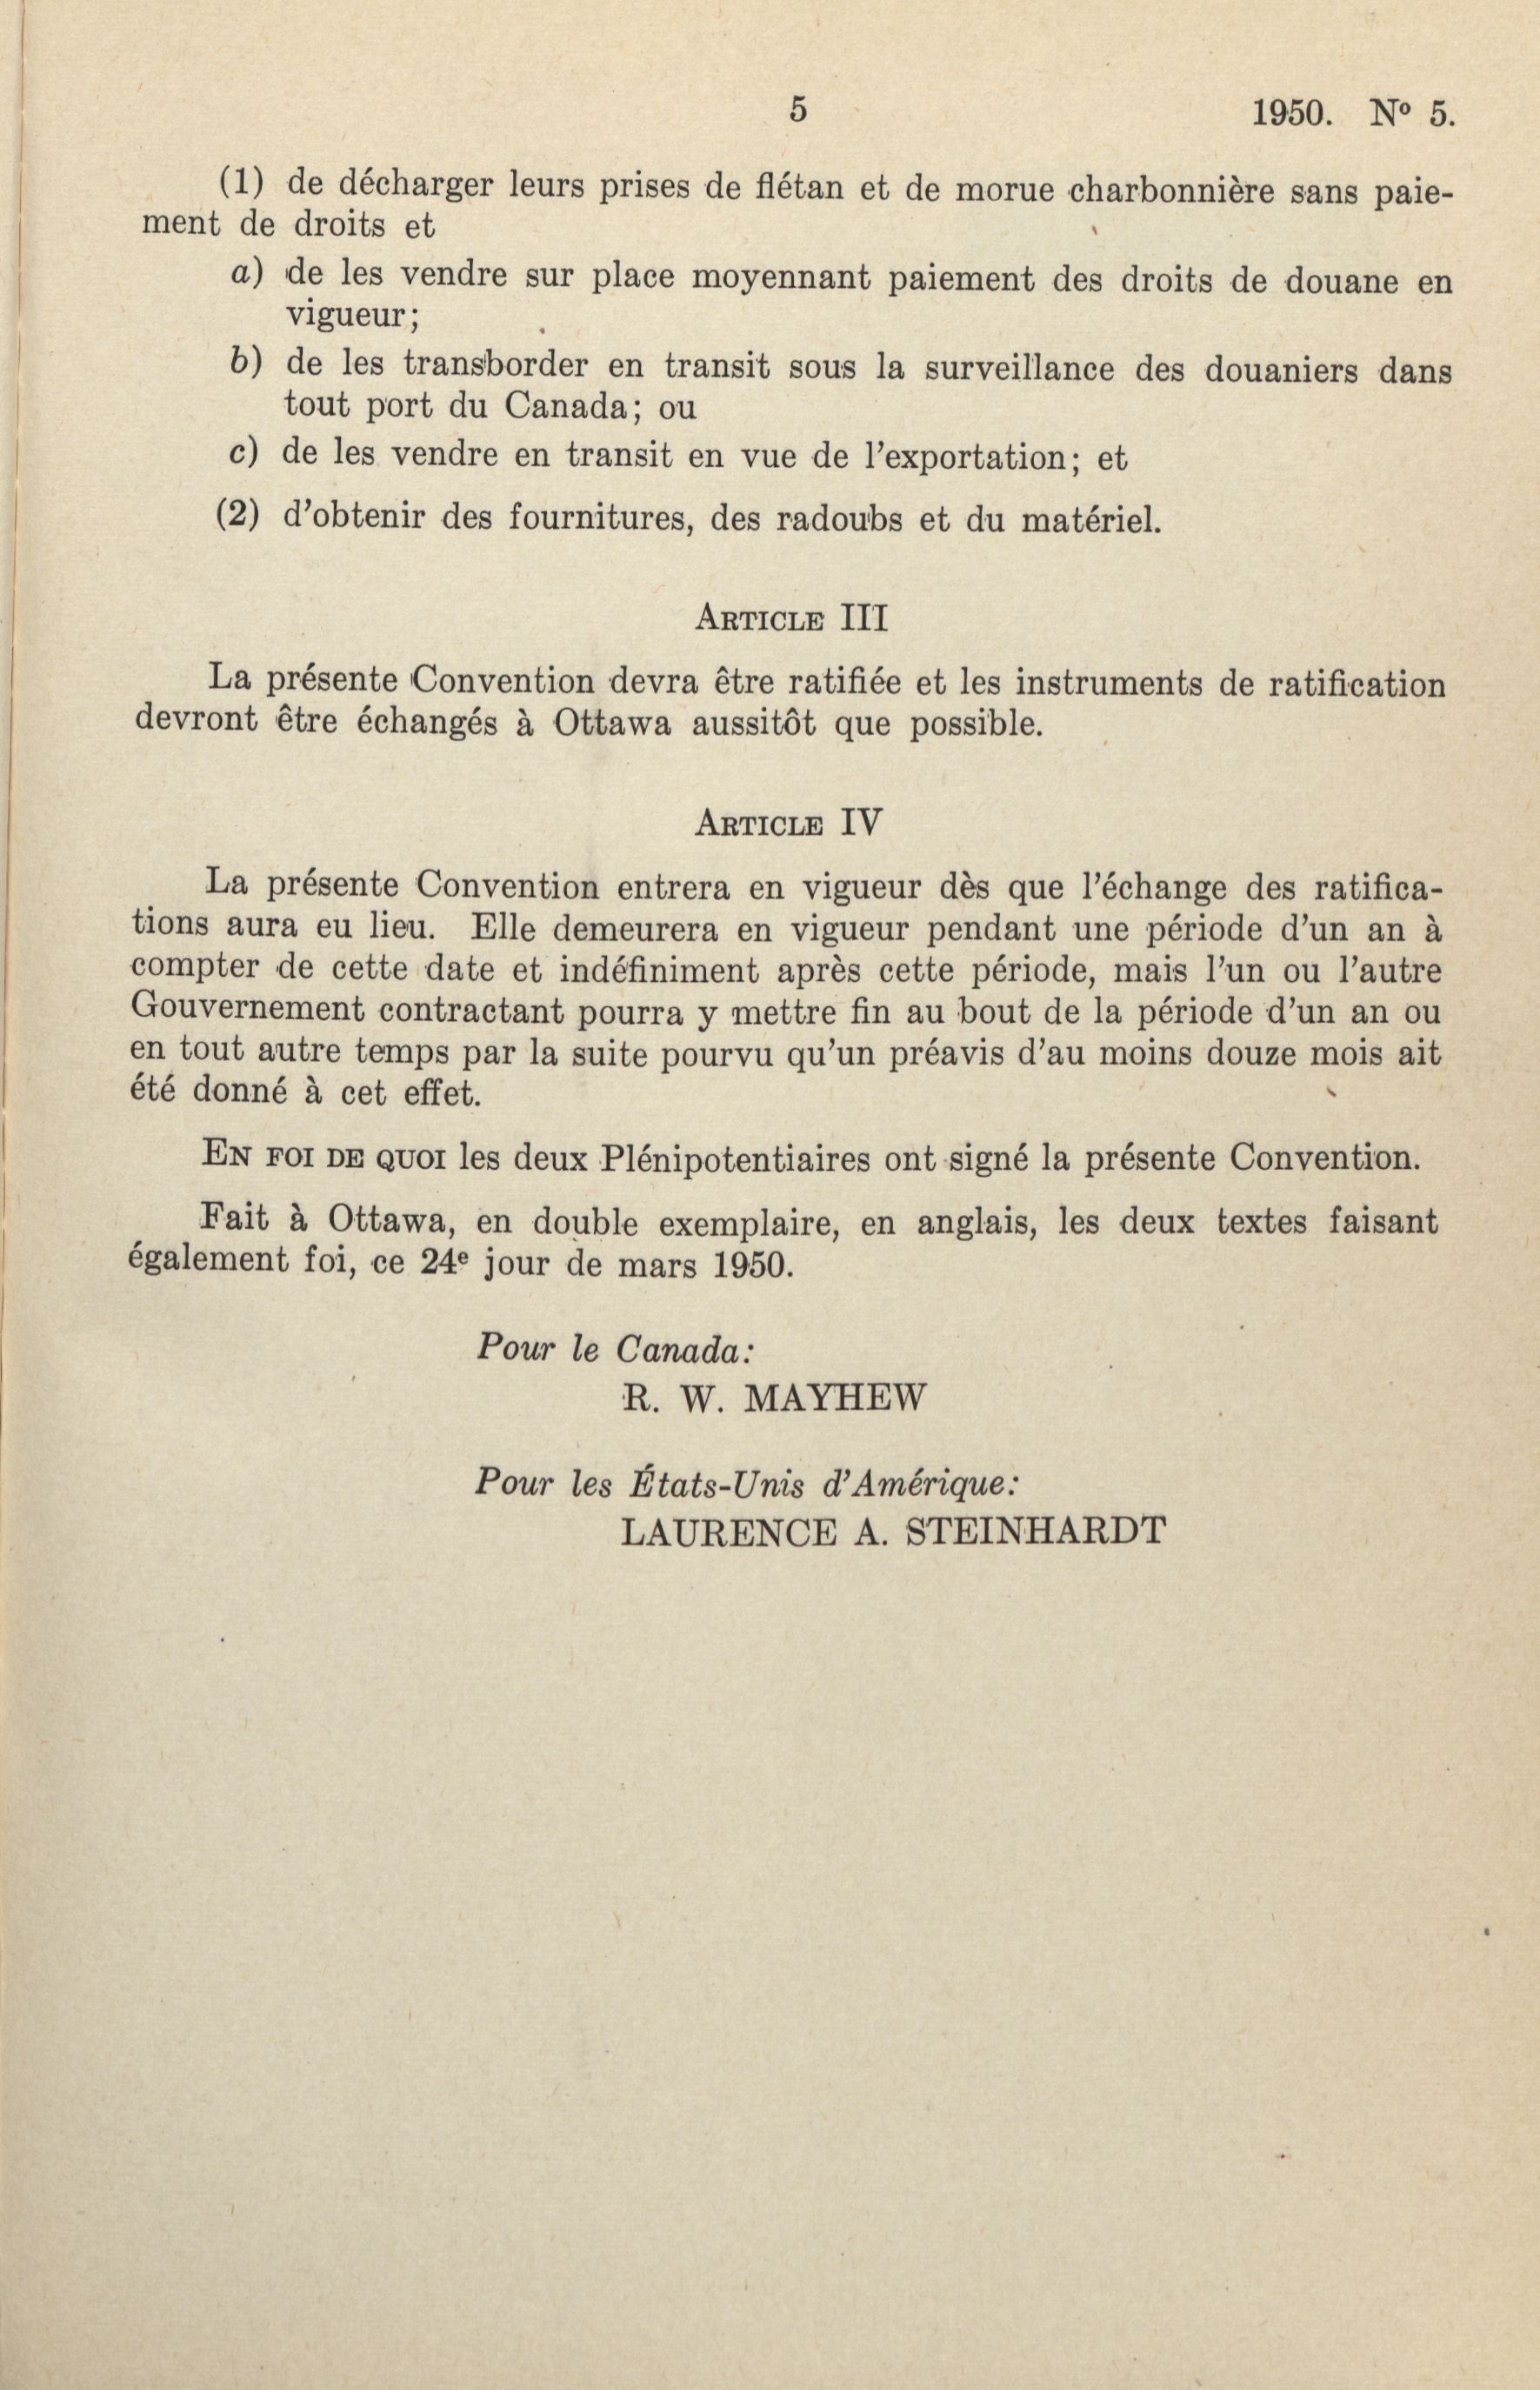 5
1950. Nº 5.
(1) de décharger leurs prises de flétan et de morue charbonnière sans paie-
ment de droits et
a) de les vendre sur place moyennant paiement des droits de douane en
vigueur;
b) de les transborder en transit sous la surveillance des douaniers dans
tout port du Canada; ou
c) de les vendre en transit en vue de l'exportation; et
(2) d'obtenir des fournitures, des radoubs et du matériel.
ARTICLE III
La présente Convention devra être ratifiée et les instruments de ratification
devront être échangés à Ottawa aussitôt que possible.
ARTICLE IV
La présente Convention entrera en vigueur dès que l'échange des ratifica-
tions aura eu lieu. Elle demeurera en vigueur pendant une période d'un an à
compter de cette date et indéfiniment après cette période, mais l'un ou l'autre
Gouvernement contractant pourra y mettre fin au bout de la période d'un an ou
en tout autre temps par la suite pourvu qu'un préavis d'au moins douze mois ait
été donné à cet effet.
EN FOI DE QUOI les deux Plénipotentiaires ont signé la présente Convention.
Fait à Ottawa, en double exemplaire, en anglais, les deux textes faisant
également foi, ce 24e jour de mars 1950.
Pour le Canada:
R. W. MAYHEW
Pour les États-Unis d'Amérique:
LAURENCE A. STEINHARDT